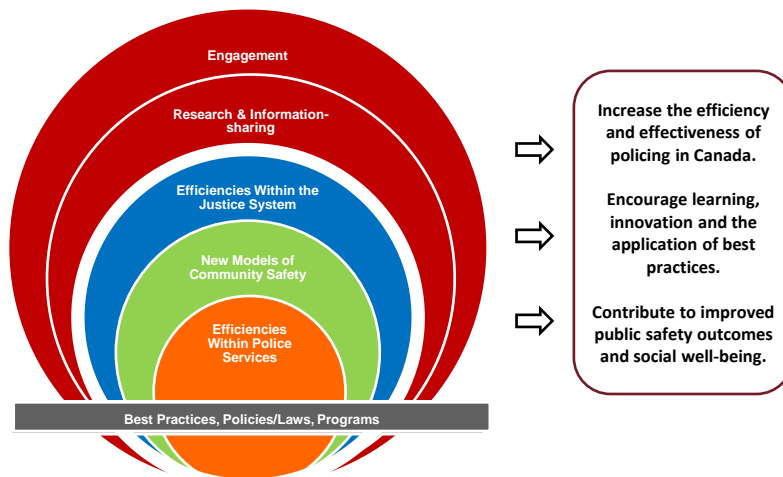 Engagement
Research & Information-
sharing
Efficiencies Within the
Justice System
New Models of
Community Safety
Efficiencies
Within Police
Services
Best Practices, Policies/Laws, Programs
Increase the efficiency
and effectiveness of
policing in Canada.
Encourage learning,
innovation and the
application of best
practices.
Contribute to improved
public safety outcomes
and social well-being.